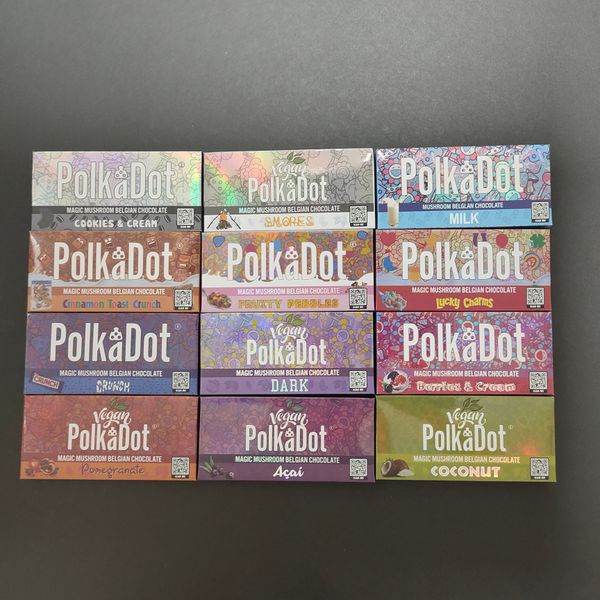 PolkaDot
MAGIC MUSHROOM BELGIAN CHOCOLATE
COOKIES & CREAM
Vegan
PolkaDot
MAGIC MUSHROOM BELGIAN CHOCOLATE
SMORES
PolkaDot
MUSHROOM BELGIAN CHOCOLATE
MILK
PolkaDot
MAGIC MUSHROOM BELGIAN CHOCOLATE
Cinnamon Toast Crunch
PolkaDot
MAGIC MUSHROOM BELGIAN CHOCOLATE
FRUITY PEBBLES
PolkaDot
MAGIC MUSHROOM BELGIAN CHOCOLATE
Lucky Charms
PolkaDot
MAGIC MUSHROOM BELGIAN CHOCOLATE
CRUNCH
CRUNCH
Vegan
PolkaDot
MAGIC MUSHROOM BELGIAN CHOCOLATE
DARK
PolkaDot
MAGIC MUSHROOM BELGIAN CHOCOLATE
Berries & Cream
Vegan
PolkaDot
MAGIC MUSHROOM BELGIAN CHOCOLATE
Pomegranate
Vegan
PolkaDot
MAGIC MUSHROOM BELGIAN CHOCOLATE
Açaí
Vegan
PolkaDot
MAGIC MUSHROOM BELGIAN CHOCOLATE
COCONUT